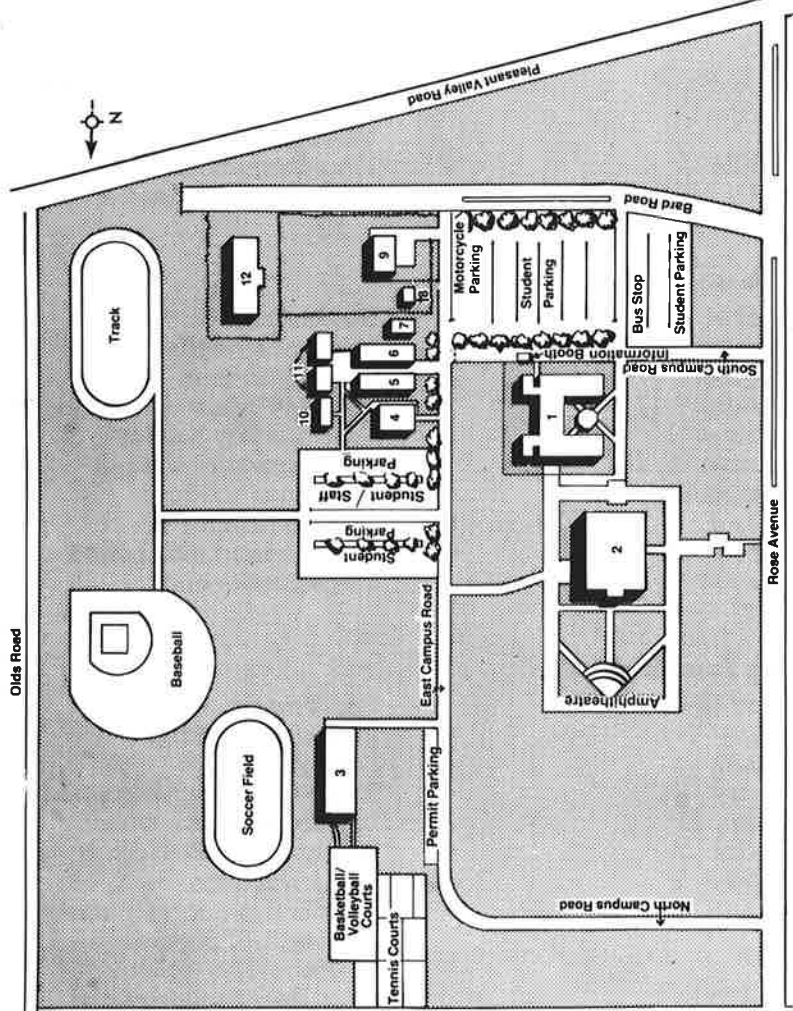 Olds Road
Pleasant Valley Road
N
Track
12
9
Bard Road
Motorcycle
Parking
Student
Parking
Bus Stop
Student Parking
8
7
6
5
4
11
10
Information Booth
South Campus Road
1
Student / Staff
Parking
Student
Parking
2
Rose Avenue
Baseball
East Campus Road
Amphitheatre
Soccer Field
3
Permit Parking
Basketball/
Volleyball
Courts
Tennis Courts
North Campus Road